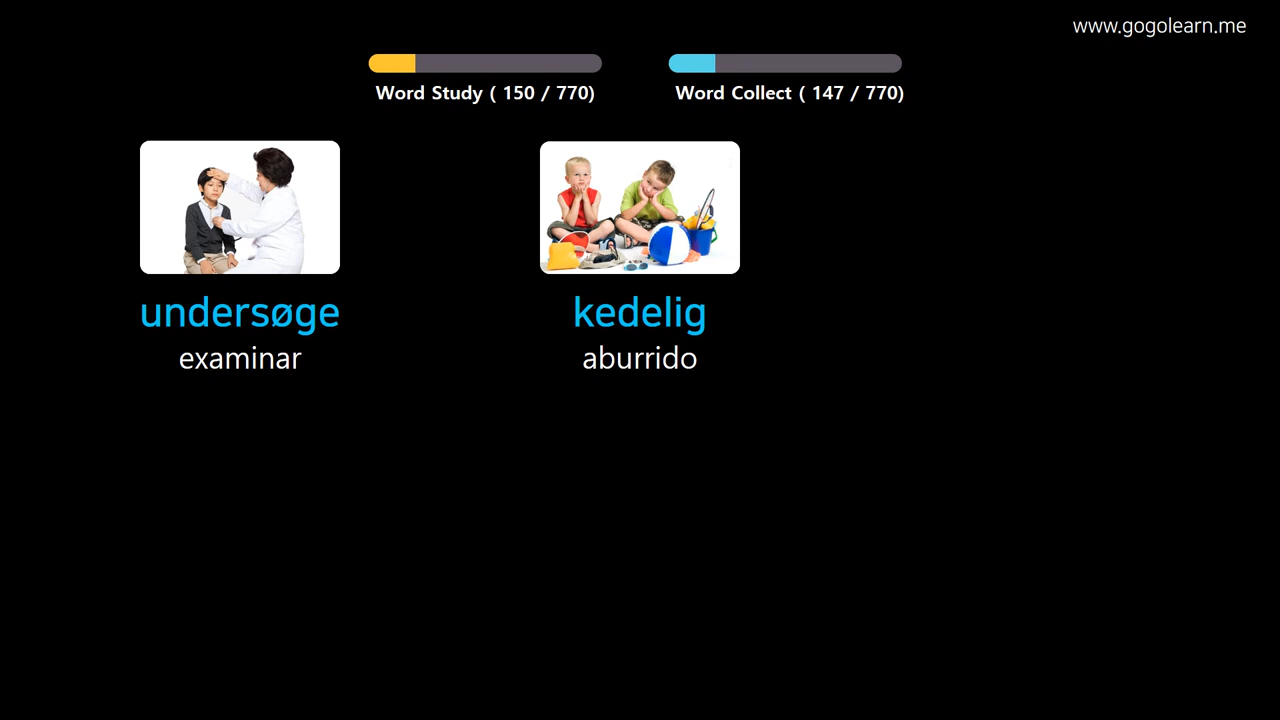 www.gogolearn.me
Word Study ( 150 / 770)
Word Collect ( 147 / 770)
undersøge
examinar
kedelig
aburrido